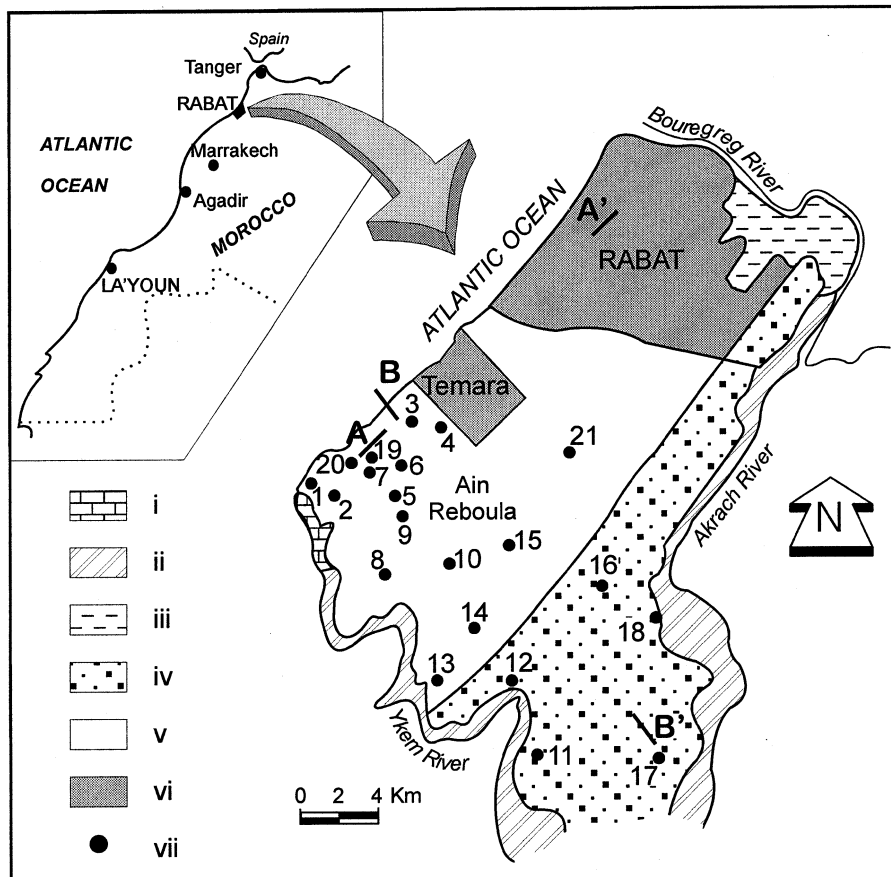 Spain
Tanger
RABAT
ATLANTIC
OCEAN
Marrakech
Agadir
MOROCCO
LA'YOUN
Bouregreg River
ATLANTIC OCEAN
A'
RABAT
B
Temara
3
4
A
19
20
6
7
21
1
2
5
Ain
Reboula
9
Akrach River
N
8
10
15
16
14
18
13
12
Ykem River
B'
11
17
i
ii
iii
iv
v
vi
vii
0 2 4 Km